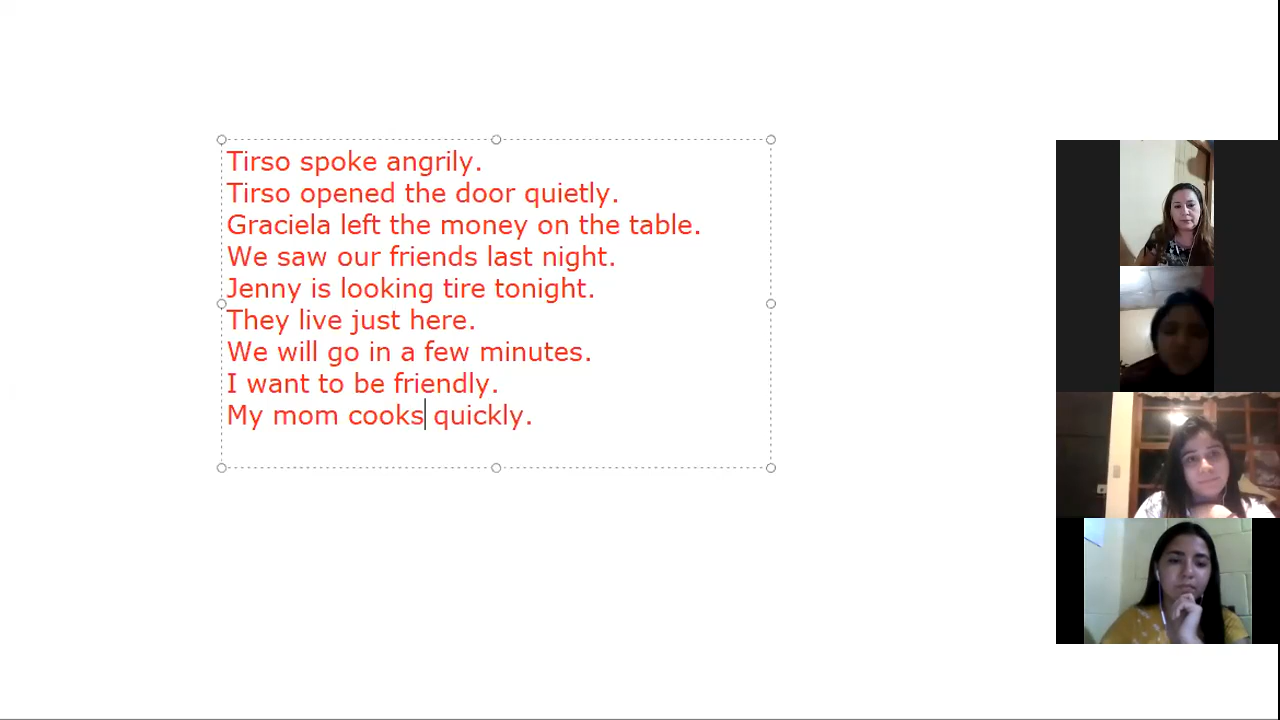 Tirso spoke angrily.
Tirso opened the door quietly.
Graciela left the money on the table.
We saw our friends last night.
Jenny is looking tire tonight.
They live just here.
We will go in a few minutes.
I want to be friendly.
My mom cooks quickly.